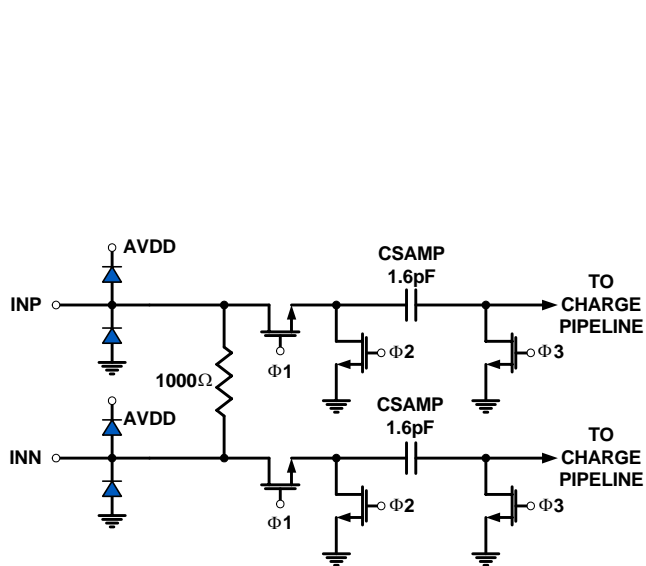 AVDD
CSAMP
1.6pF
TO
CHARGE
PIPELINE
INP
Φ1
Φ2
Φ3
1000Ω
AVDD
CSAMP
1.6pF
TO
CHARGE
PIPELINE
INN
Φ1
Φ2
Φ3